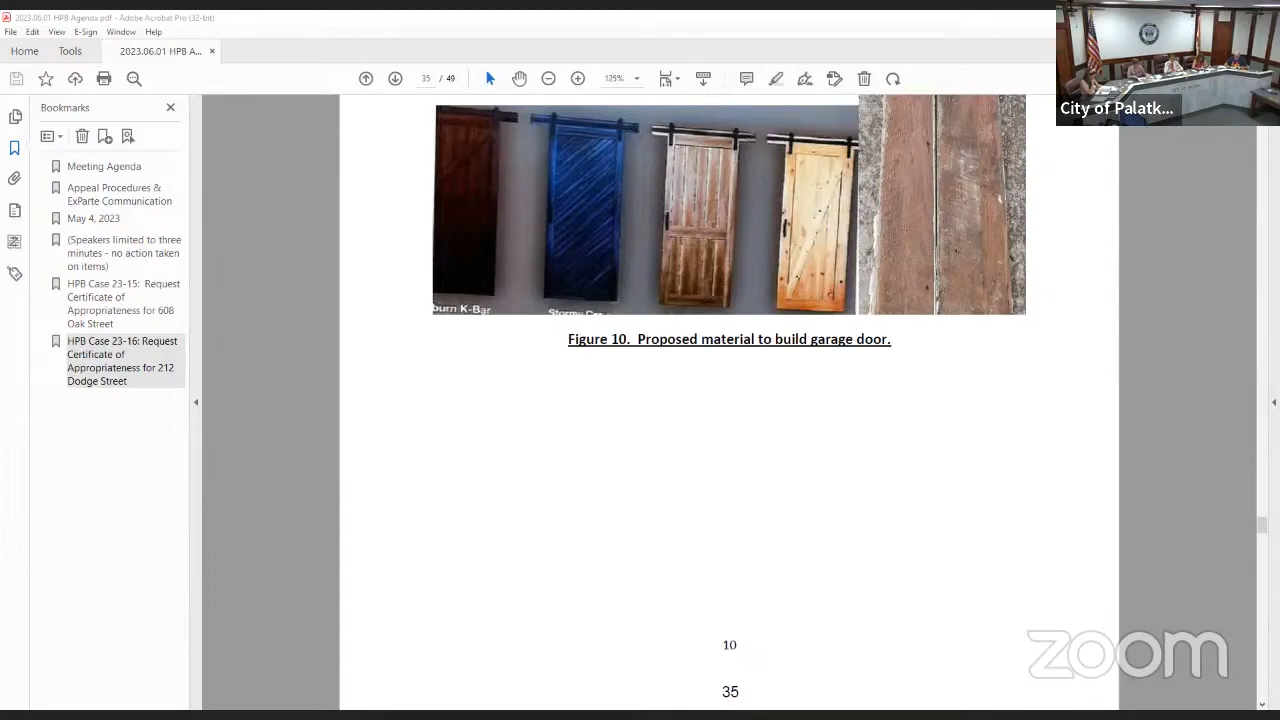 2023.06.01 HPB Agenda.pdf - Adobe Acrobat Pro (32-bit)
File Edit View E-Sign Window Help
Home Tools 2023.06.01 HPB A... ×
35 / 49 125%
City of Palatk...
Bookmarks
Meeting Agenda
Appeal Procedures &
ExParte Communication
May 4, 2023
(Speakers limited to three
minutes - no action taken
on items)
HPB Case 23-15: Request
Certificate of
Appropriateness for 608
Oak Street
HPB Case 23-16: Request
Certificate of
Appropriateness for 212
Dodge Street
burn K-Bar
Figure 10. Proposed material to build garage door.
10
35
zoom